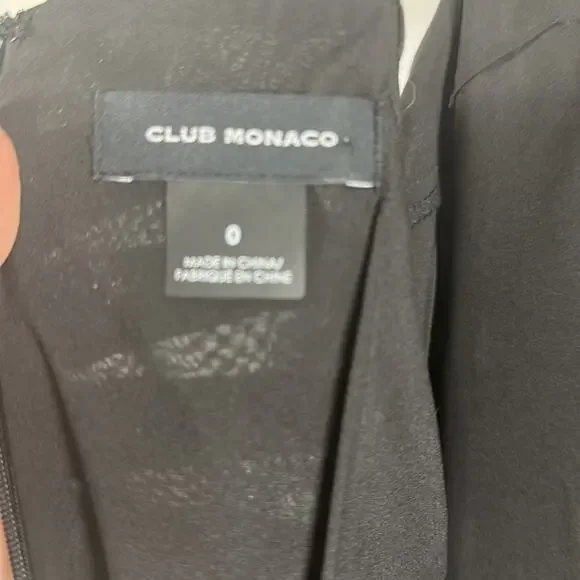 CLUB MONACO
0
MADE IN CHINA/
FABRIQUÉ EN CHINE